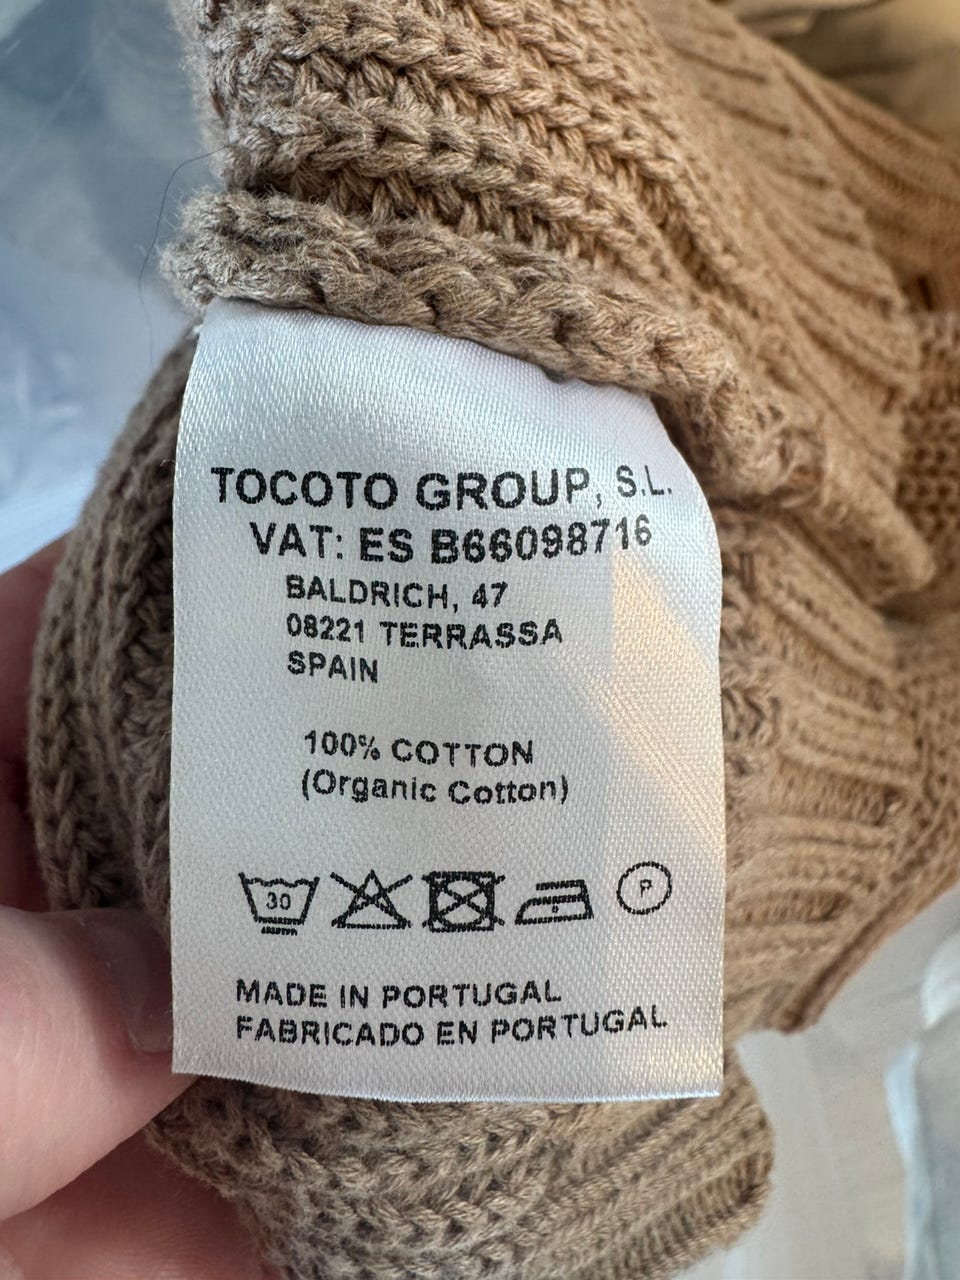 TOCOTO GROUP, S.L.
VAT: ES B66098716
BALDRICH, 47
08221 TERRASSA
SPAIN
100% COTTON
(Organic Cotton)
30 P
MADE IN PORTUGAL
FABRICADO EN PORTUGAL